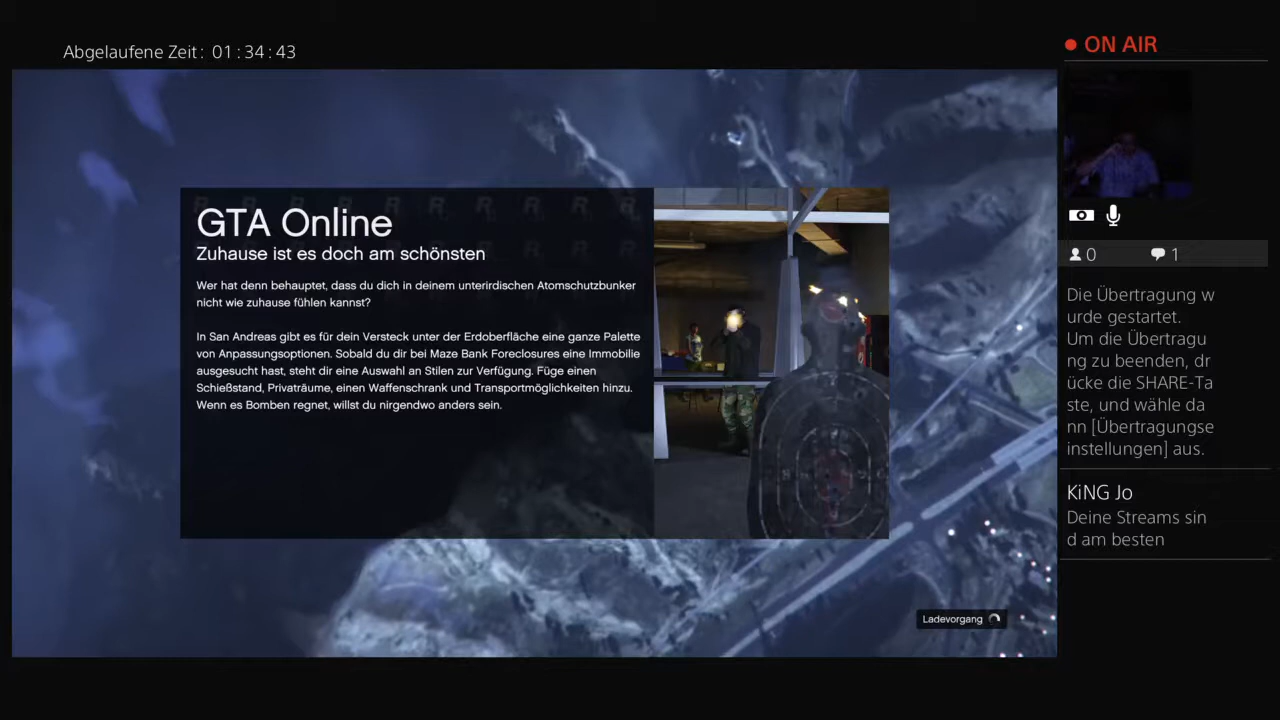 Abgelaufene Zeit: 01:34:43
ON AIR
GTA Online
Zuhause ist es doch am schönsten
Wer hat denn behauptet, dass du dich in deinem unterirdischen Atomschutzbunker
nicht wie zuhause fühlen kannst?
In San Andreas gibt es für dein Versteck unter der Erdoberfläche eine ganze Palette
von Anpassungsoptionen. Sobald du dir bei Maze Bank Foreclosures eine Immobilie
ausgesucht hast, steht dir eine Auswahl an Stilen zur Verfügung. Füge einen
Schießstand, Privaträume, einen Waffenschrank und Transportmöglichkeiten hinzu.
Wenn es Bomben regnet, willst du nirgendwo anders sein.
Ladevorgang
0 1
Die Übertragung w
urde gestartet.
Um die Übertragu
ng zu beenden, dr
ücke die SHARE-Ta
ste, und wähle da
nn [Übertragungse
instellungen] aus.
KiNG Jo
Deine Streams sin
d am besten